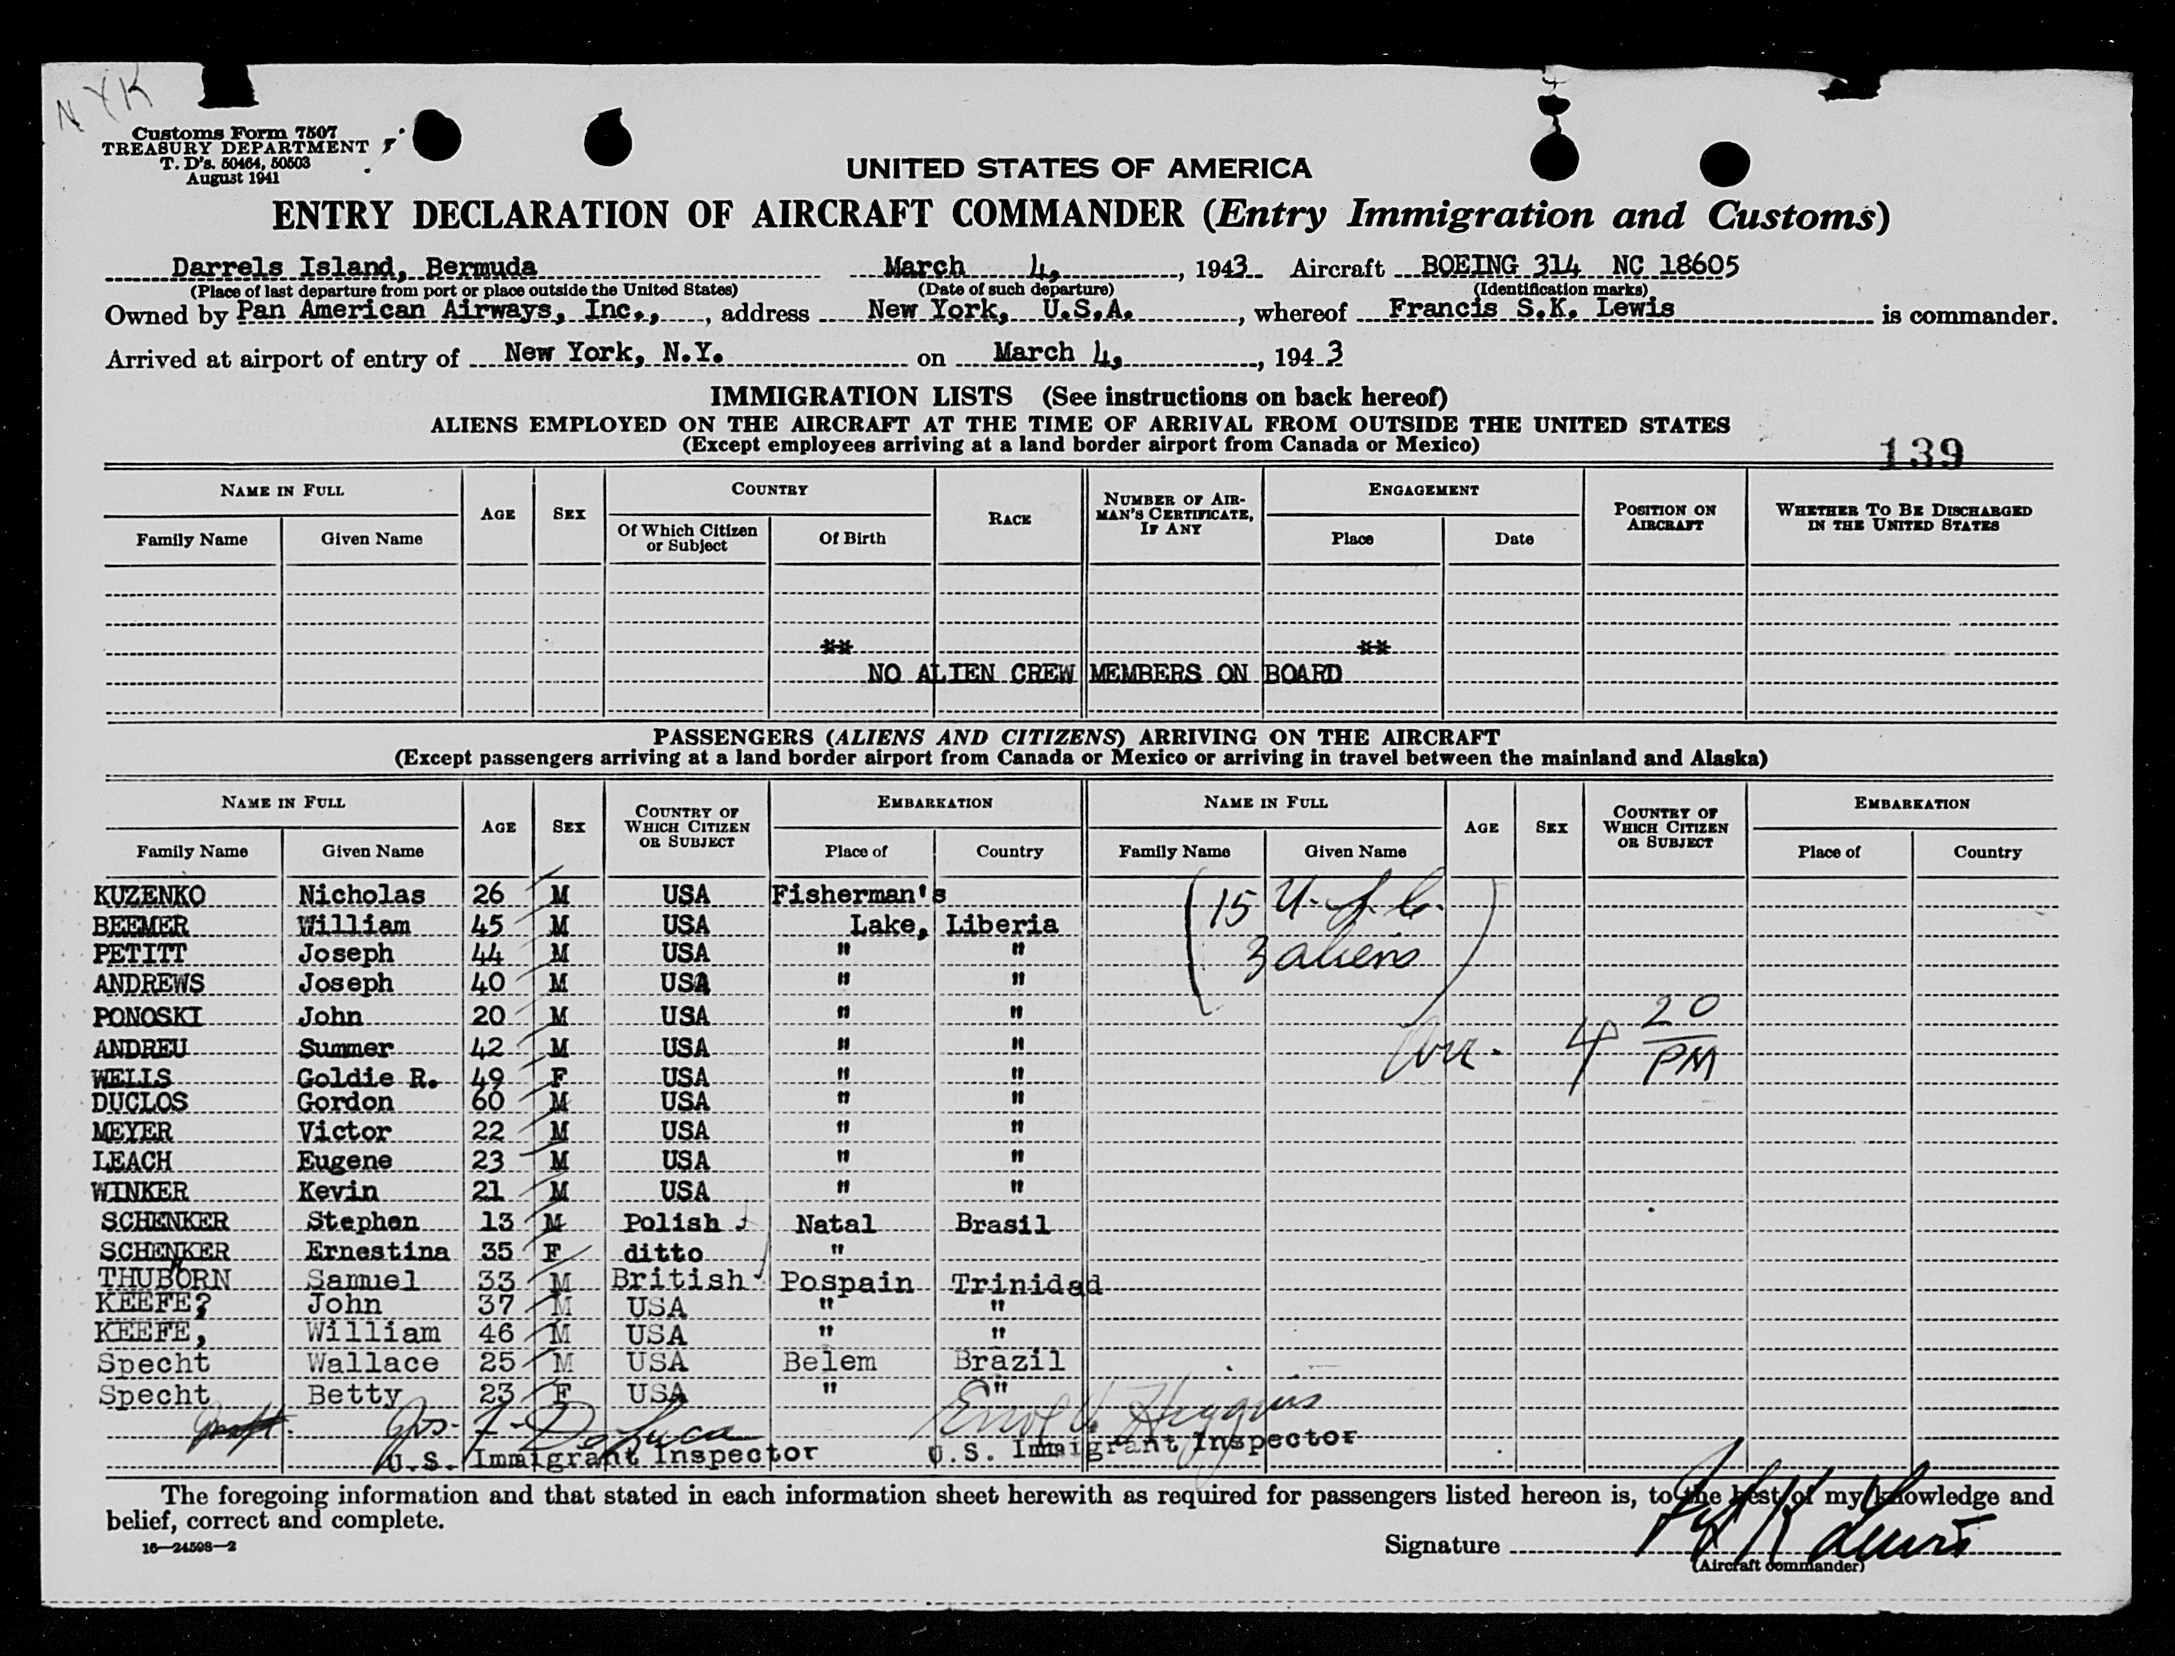 NYK
Customs Form 7507
TREASURY DEPARTMENT
T. D's. 50464, 50503
August 1941
UNITED STATES OF AMERICA
ENTRY DECLARATION OF AIRCRAFT COMMANDER (Entry Immigration and Customs)
Darrels Island, Bermuda March 4, 1943 Aircraft BOEING 314 NC 18605
(Place of last departure from port or place outside the United States) (Date of such departure) (Identification marks)
Owned by Pan American Airways, Inc., , address New York, U.S.A. , whereof Francis S.K. Lewis is commander.
Arrived at airport of entry of New York, N.Y. on March 4, , 1943
IMMIGRATION LISTS (See instructions on back hereof)
ALIENS EMPLOYED ON THE AIRCRAFT AT THE TIME OF ARRIVAL FROM OUTSIDE THE UNITED STATES
(Except employees arriving at a land border airport from Canada or Mexico)
139
NAME IN FULL AGE SEX COUNTRY RACE NUMBER OF AIRMAN'S CERTIFICATE, IF ANY ENGAGEMENT POSITION ON AIRCRAFT WHETHER TO BE DISCHARGED IN THE UNITED STATES
Family Name Given Name Of Which Citizen or Subject Of Birth Place Date
** **
NO ALIEN CREW MEMBERS ON BOARD
PASSENGERS (ALIENS AND CITIZENS) ARRIVING ON THE AIRCRAFT
(Except passengers arriving at a land border airport from Canada or Mexico or arriving in travel between the mainland and Alaska)
NAME IN FULL AGE SEX COUNTRY OF WHICH CITIZEN OR SUBJECT EMBARKATION NAME IN FULL AGE SEX COUNTRY OF WHICH CITIZEN OR SUBJECT EMBARKATION
Family Name Given Name Place of Country Family Name Given Name Place of Country
KUZENKO Nicholas 26 M USA Fisherman's (15 U.S.C.
BEEMER William 45 M USA Lake, Liberia
PETITT Joseph 44 M USA " " 3 aliens)
ANDREWS Joseph 40 M USA " "
PONOSKI John 20 M USA " "
ANDREU Summer 42 M USA " " Arr. 4 20 PM
WELLS Goldie R. 49 F USA " "
DUCLOS Gordon 60 M USA " "
MEYER Victor 22 M USA " "
LEACH Eugene 23 M USA " "
WINKER Kevin 21 M USA " "
SCHENKER Stephen 13 M Polish Natal Brasil
SCHENKER Ernestina 35 F ditto "
THUBORN Samuel 33 M British Pospain Trinidad
KEEFE? John 37 M USA " "
KEEFE, William 46 M USA " "
Specht Wallace 25 M USA Belem Brazil
Specht Betty 23 F USA " "
Jos. F. DeLuca Higgins
U.S. Immigrant Inspector U.S. Immigrant Inspector
The foregoing information and that stated in each information sheet herewith as required for passengers listed hereon is, to the best of my knowledge and
belief, correct and complete.
16—24598—2
Signature F S K Lewis
(Aircraft commander)